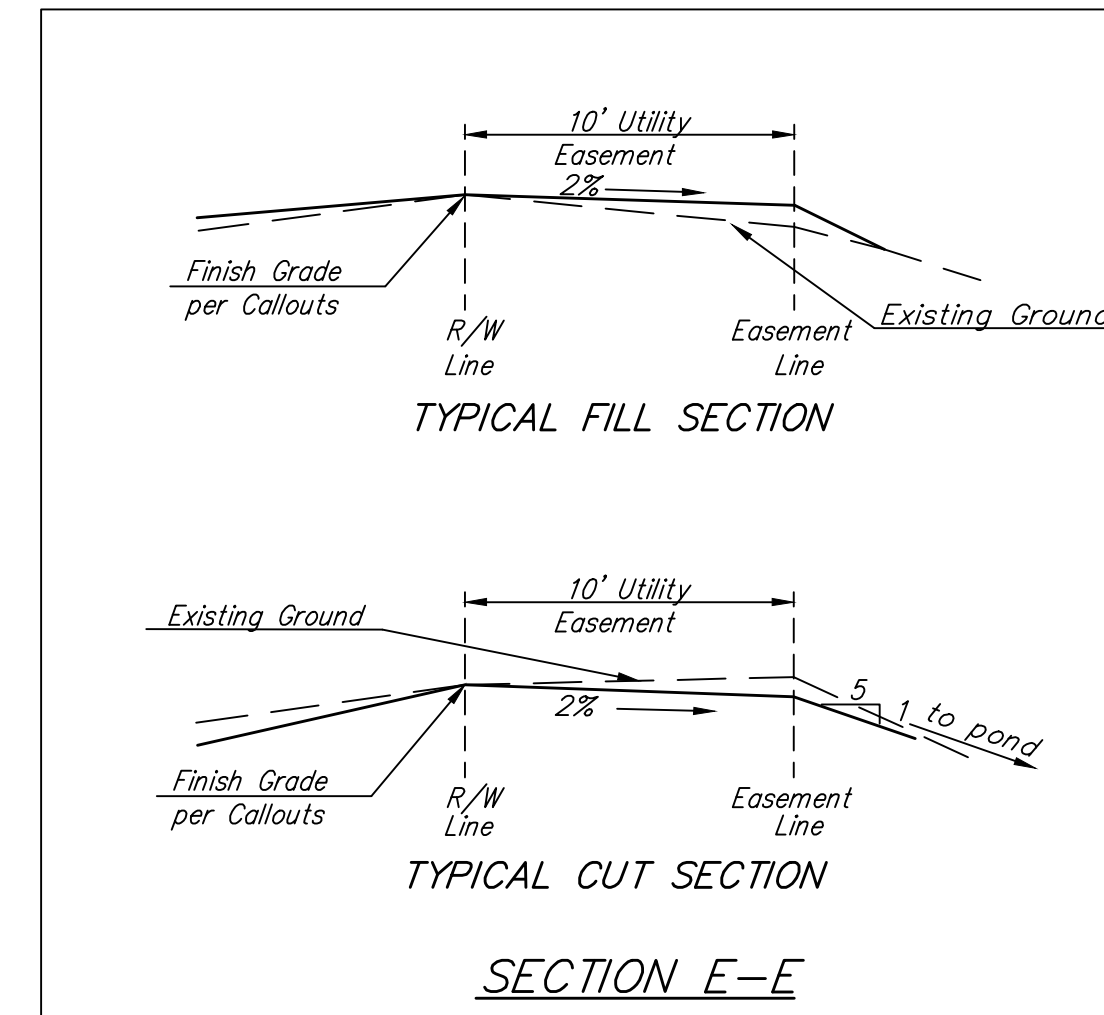 10' Utility
Easement
2%
Finish Grade
per Callouts
R/W
Line
Easement
Line
Existing Ground
TYPICAL FILL SECTION
10' Utility
Easement
Existing Ground
2%
5
1 to pond
Finish Grade
per Callouts
R/W
Line
Easement
Line
TYPICAL CUT SECTION
SECTION E-E